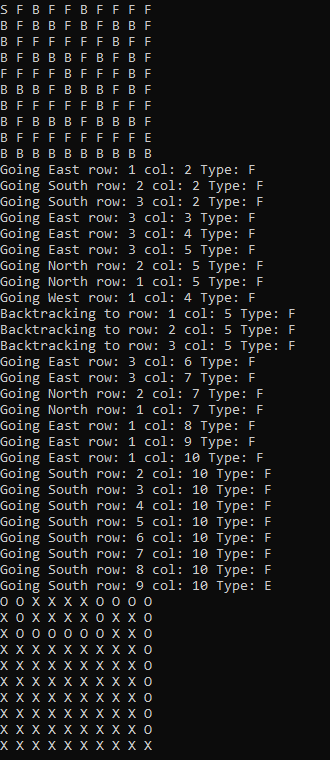 S F B F F B F F F F
B F B F F B F B B F
B F F F F F F B B F
B F B B F B F F B F
F F F B F F B F B F
B B F B F B F B F F
B F F B F F F B F F
B F B B F B F B B F
B F F F F F F F F E
B B B B B B B B B B
Going East row: 1 col: 2 Type: F
Going South row: 2 col: 2 Type: F
Going South row: 3 col: 2 Type: F
Going East row: 3 col: 3 Type: F
Going East row: 3 col: 4 Type: F
Going East row: 3 col: 5 Type: F
Going North row: 2 col: 5 Type: F
Going North row: 1 col: 5 Type: F
Going West row: 1 col: 4 Type: F
Backtracking to row: 1 col: 5 Type: F
Backtracking to row: 2 col: 5 Type: F
Backtracking to row: 3 col: 5 Type: F
Going East row: 3 col: 6 Type: F
Going East row: 3 col: 7 Type: F
Going North row: 2 col: 7 Type: F
Going North row: 1 col: 7 Type: F
Going East row: 1 col: 8 Type: F
Going East row: 1 col: 9 Type: F
Going East row: 1 col: 10 Type: F
Going South row: 2 col: 10 Type: F
Going South row: 3 col: 10 Type: F
Going South row: 4 col: 10 Type: F
Going South row: 5 col: 10 Type: F
Going South row: 6 col: 10 Type: F
Going South row: 7 col: 10 Type: F
Going South row: 8 col: 10 Type: F
Going South row: 9 col: 10 Type: E
O O X X X X O O O O
X O X X X X O X X O
X O O O O O O X X O
X X X X X X X X X O
X X X X X X X X X O
X X X X X X X X X O
X X X X X X X X X O
X X X X X X X X X O
X X X X X X X X X O
X X X X X X X X X X